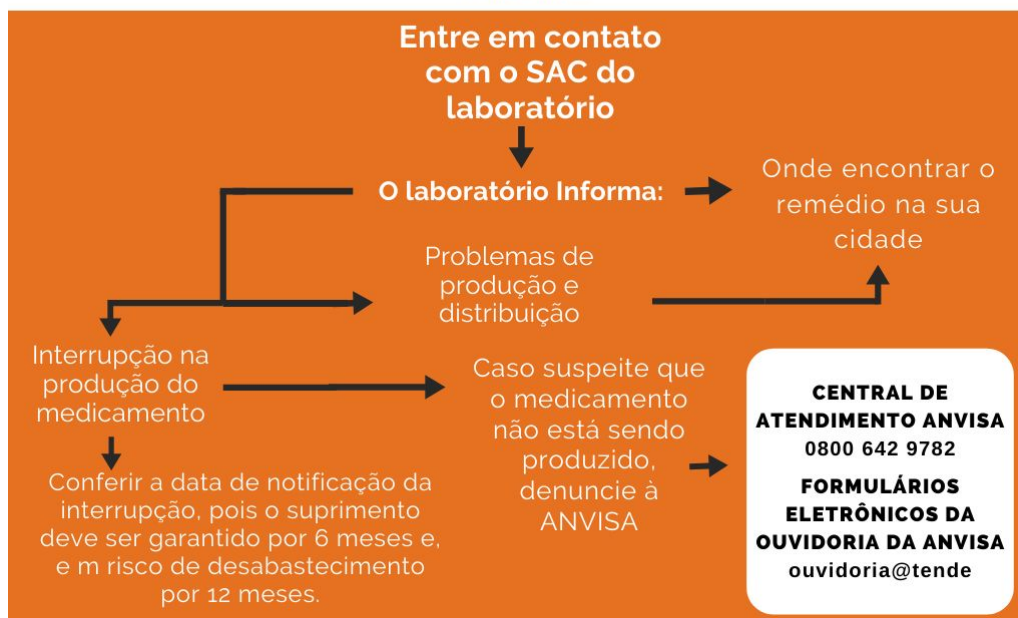 Entre em contato
com o SAC do
laboratório
O laboratório Informa:
Onde encontrar o
remédio na sua
cidade
Problemas de
produção e
distribuição
Interrupção na
produção do
medicamento
Caso suspeite que
o medicamento
não está sendo
produzido,
denuncie à
ANVISA
Conferir a data de notificação da
interrupção, pois o suprimento
deve ser garantido por 6 meses e,
e m risco de desabastecimento
por 12 meses.
CENTRAL DE
ATENDIMENTO ANVISA
0800 642 9782
FORMULÁRIOS
ELETRÔNICOS DA
OUVIDORIA DA ANVISA
ouvidoria@tende